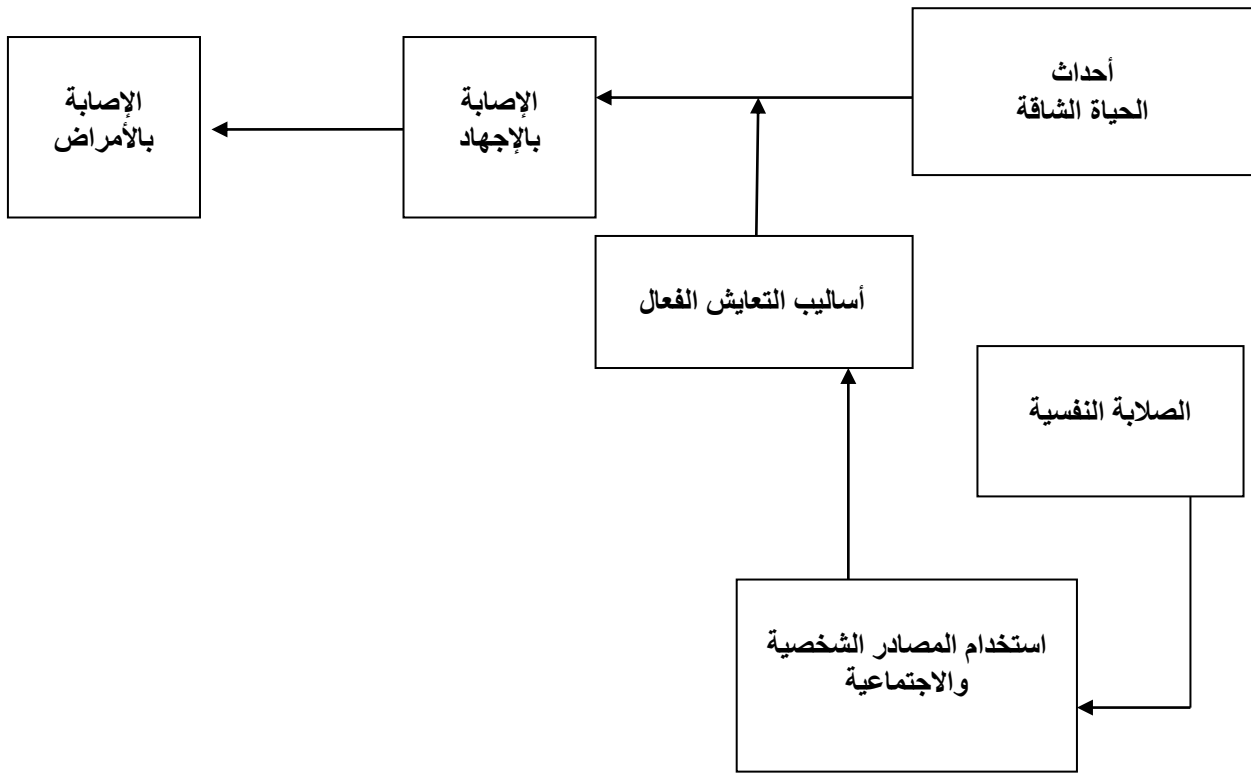 أحداث
الحياة الشاقة
الإصابة
بالإجهاد
الإصابة
بالأمراض
أساليب التعايش الفعال
الصلابة النفسية
استخدام المصادر الشخصية
والاجتماعية